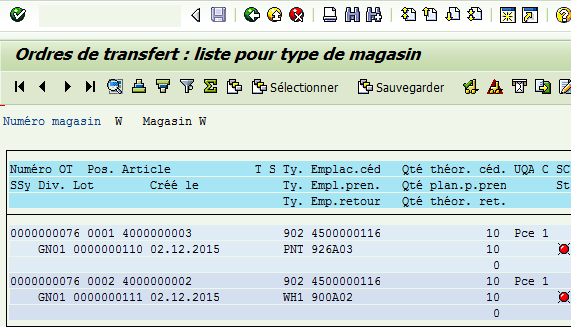 Ordres de transfert : liste pour type de magasin
Sélectionner Sauvegarder
Numéro magasin W Magasin W
Numéro OT Pos. Article T S Ty. Emplac.céd Qté théor. céd. UQA C SC
SSy Div. Lot Créé le Ty. Empl.pren. Qté plan.p.pren St
Ty. Emp.retour Qté théor. ret.
0000000076 0001 4000000003 902 4500000116 10 Pce 1
GN01 0000000110 02.12.2015 PNT 926A03 10
0
0000000076 0002 4000000002 902 4500000116 10 Pce 1
GN01 0000000111 02.12.2015 WH1 900A02 10
0